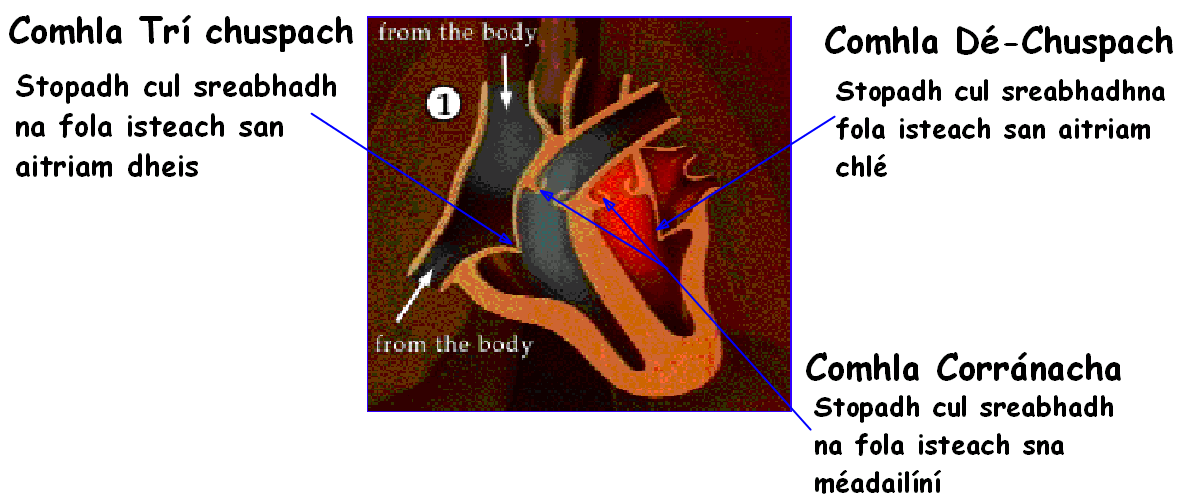 Comhla Trí chuspach
Stopadh cul sreabhadh
na fola isteach san
aitriam dheis
from the body
1
from the body
Comhla Dé-Chuspach
Stopadh cul sreabhadhna
fola isteach san aitriam
chlé
Comhla Corránacha
Stopadh cul sreabhadh
na fola isteach sna
méadailíní